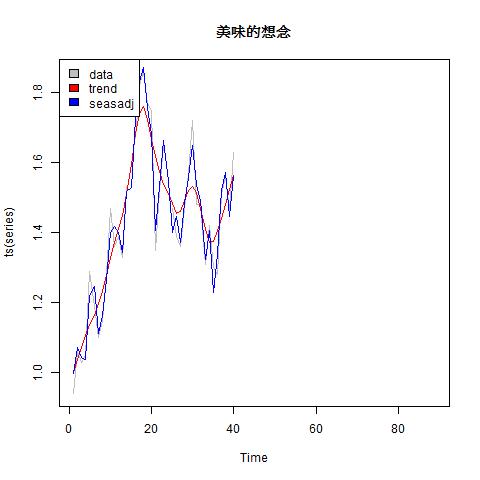 美味的想念
data
trend
seasadj
ts(series)
1.8
1.6
1.4
1.2
1.0
0 20 40 60 80
Time